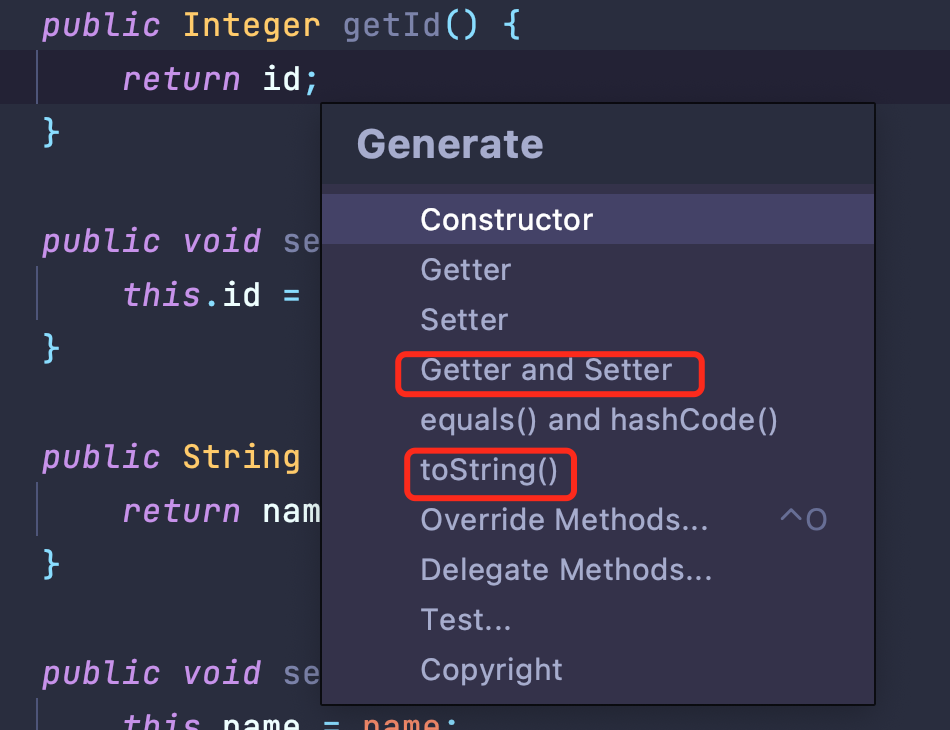 public Integer getId() {
return id;
}
Generate
Constructor
Getter
public void se
Setter
this.id =
}
Getter and Setter
equals() and hashCode()
public String
toString()
return nam
Override Methods... ^O
}
Delegate Methods...
Test...
public void se
Copyright
this.name = name;